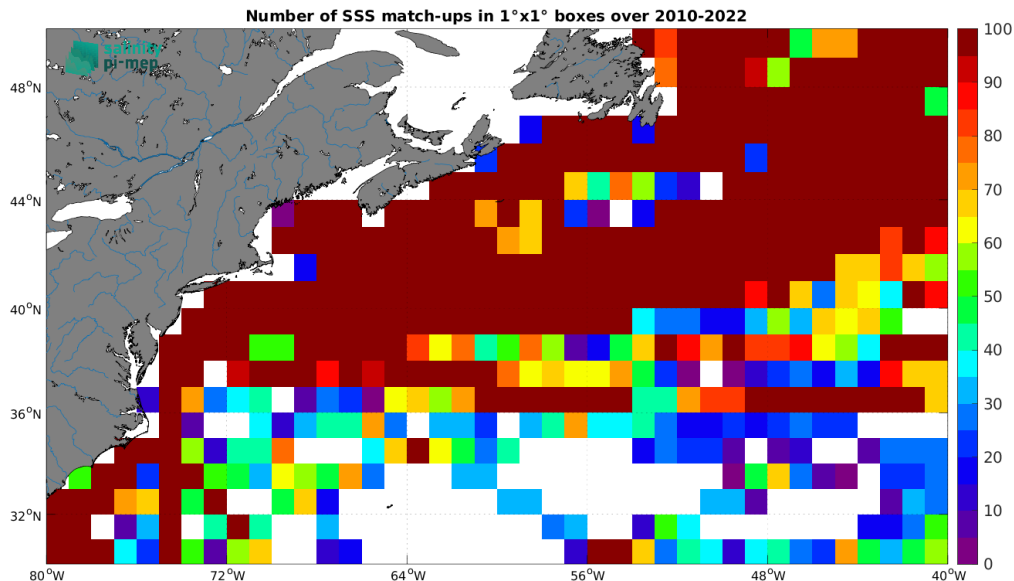 Number of SSS match-ups in 1°x1° boxes over 2010-2022
salinity
pi-mep
48°N
44°N
40°N
36°N
32°N
80°W
72°W
64°W
56°W
48°W
40°W
100
90
80
70
60
50
40
30
20
10
0